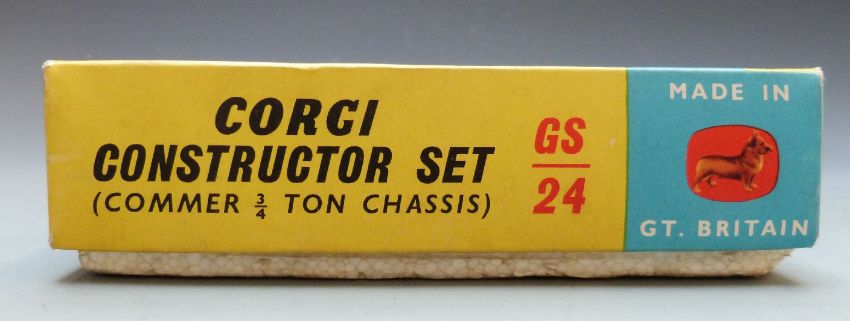 CORGI
CONSTRUCTOR SET
(COMMER ¾ TON CHASSIS)
GS
24
MADE IN
GT. BRITAIN